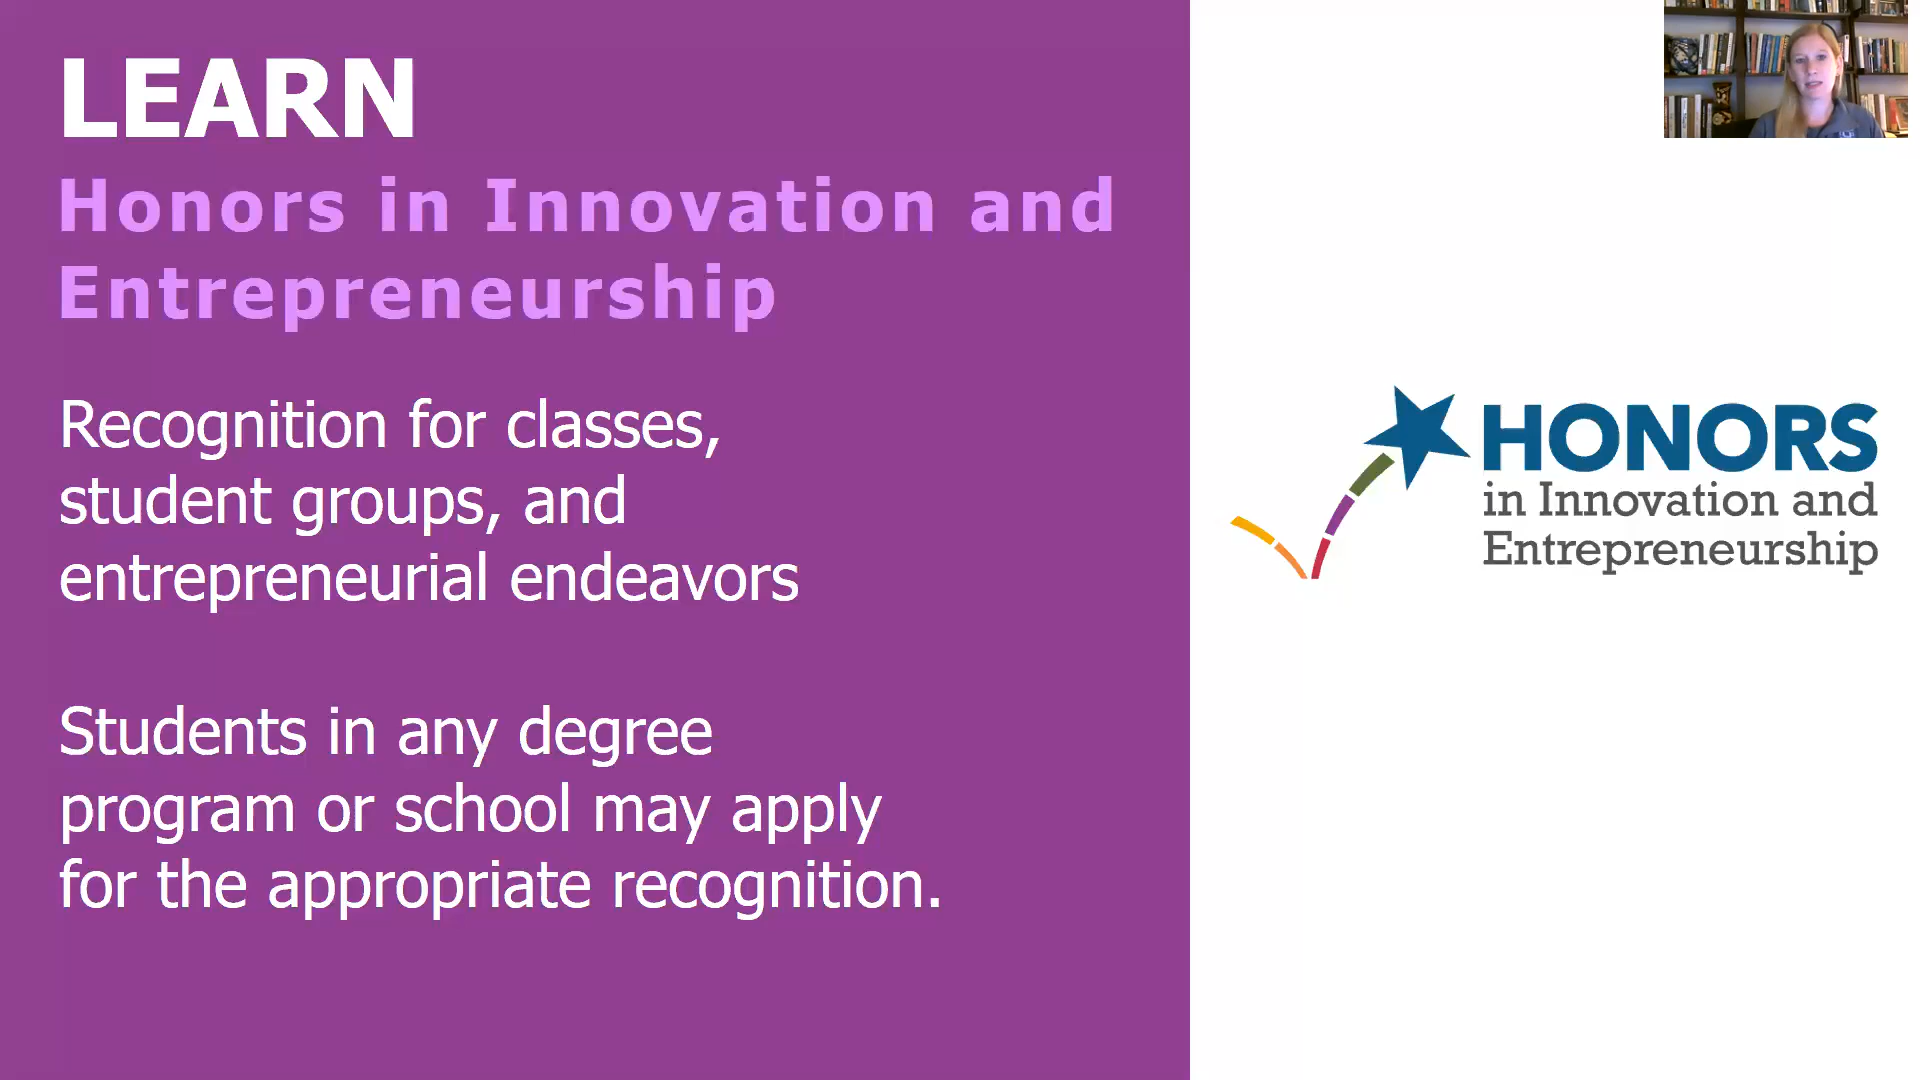 LEARN
Honors in Innovation and
Entrepreneurship
Recognition for classes,
student groups, and
entrepreneurial endeavors
Students in any degree
program or school may apply
for the appropriate recognition.
HONORS
in Innovation and
Entrepreneurship